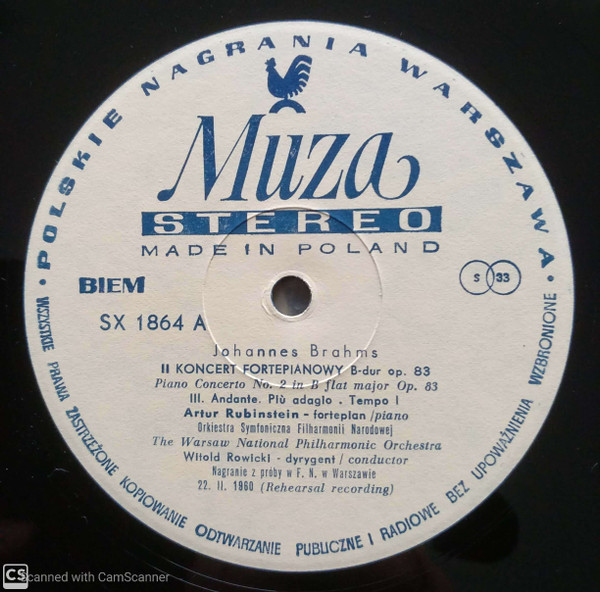 • POLSKIE NAGRANIA WARSZAWA •
Muza
STEREO
MADE IN POLAND
BIEM
S 33
SX 1864 A
Johannes Brahms
II KONCERT FORTEPIANOWY B-dur op. 83
Piano Concerto No. 2 in B flat major Op. 83
III. Andante. Più adagio . Tempo I
Artur Rubinstein - forteplan /piano
Orkiestra Symfoniczna Filharmonii Narodowej
The Warsaw National Philharmonic Orchestra
Witold Rowicki - dyrygent / conductor
Nagranie z próby w F. N. w Warszawie
22. II. 1960 (Rehearsal recording)
WSZYSTKIE PRAWA ZASTRZEŻONE KOPIOWANIE ODTWARZANIE PUBLICZNE I RADIOWE BEZ UPOWAŻNIENIA WZBRONIONE
CS Scanned with CamScanner